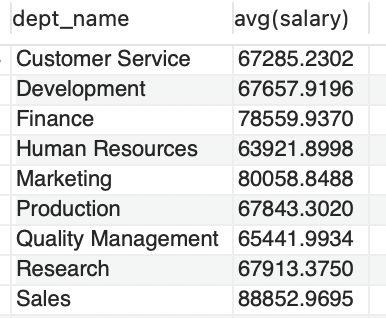 dept_name avg(salary)
Customer Service 67285.2302
Development 67657.9196
Finance 78559.9370
Human Resources 63921.8998
Marketing 80058.8488
Production 67843.3020
Quality Management 65441.9934
Research 67913.3750
Sales 88852.9695